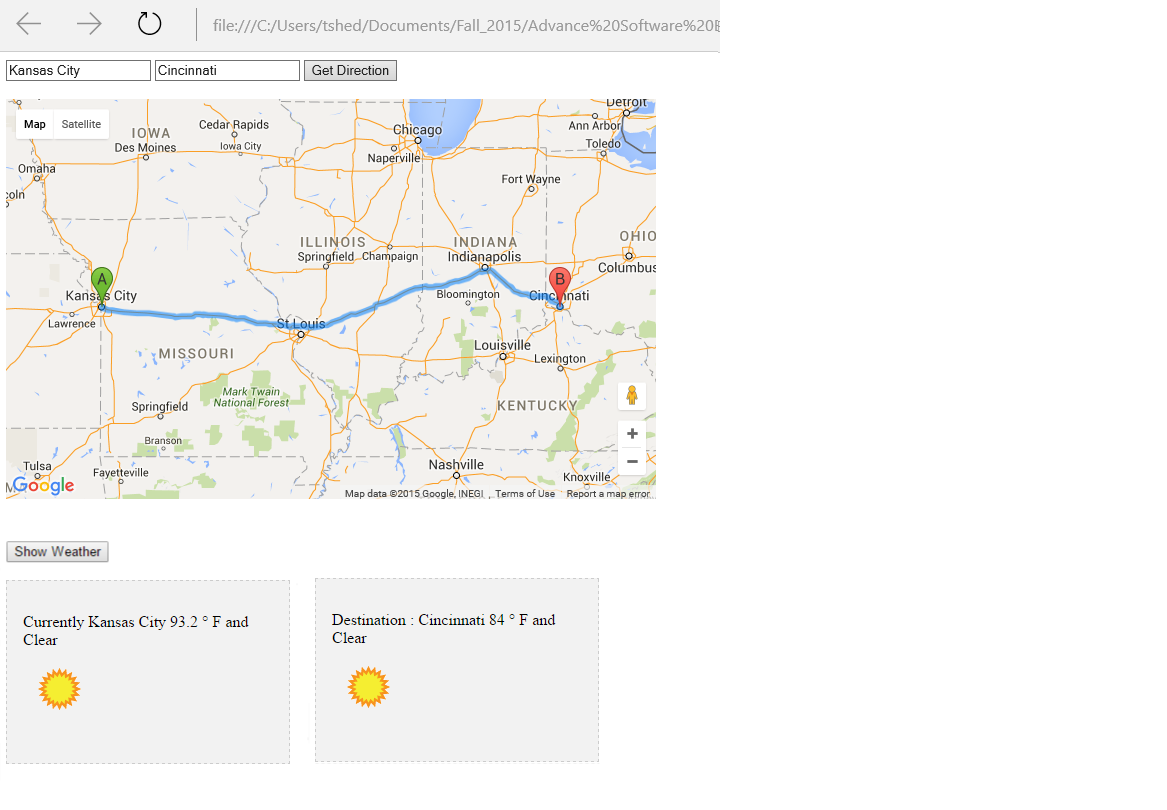 file:///C:/Users/tshed/Documents/Fall_2015/Advance%20Software%20
Kansas City Cincinnati Get Direction
Detroit
Map Satellite
Cedar Rapids
Ann Arbor
IOWA
Chicago
Des Moines
Iowa City
Toledo
Naperville
Omaha
Fort Wayne
coln
OHIO
ILLINOIS
INDIANA
Springfield
Champaign
Indianapolis
Columbus
A
B
Kansas City
Bloomington
Cincinnati
Lawrence
St Louis
MISSOURI
Louisville
Lexington
Mark Twain
National Forest
Springfield
KENTUCKY
Branson
+
−
Tulsa
Fayetteville
Nashville
Knoxville
Google
Map data ©2015 Google, INEGI Terms of Use Report a map error
Show Weather
Currently Kansas City 93.2 ° F and
Clear
Destination : Cincinnati 84 ° F and
Clear